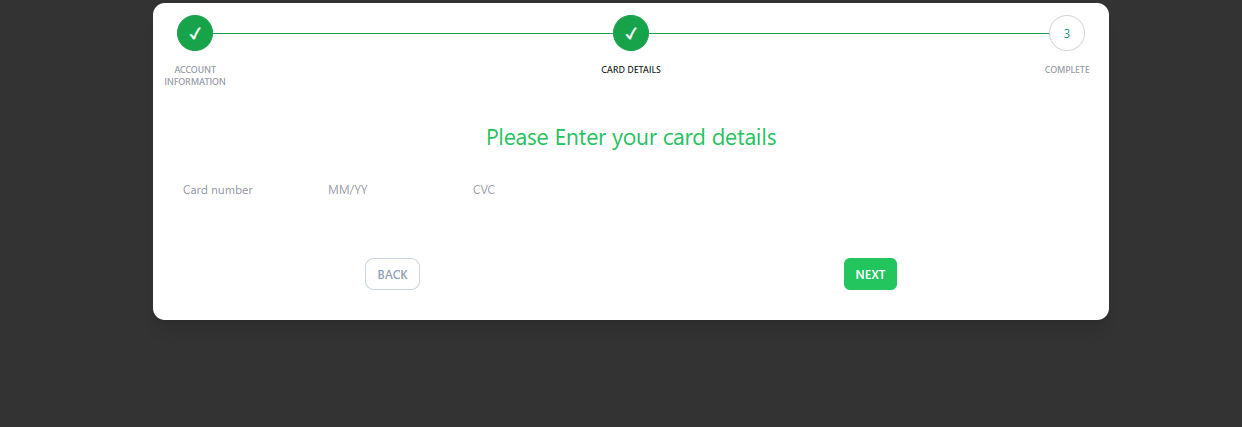 3
ACCOUNT
INFORMATION
CARD DETAILS
COMPLETE
Please Enter your card details
Card number MM/YY CVC
BACK NEXT